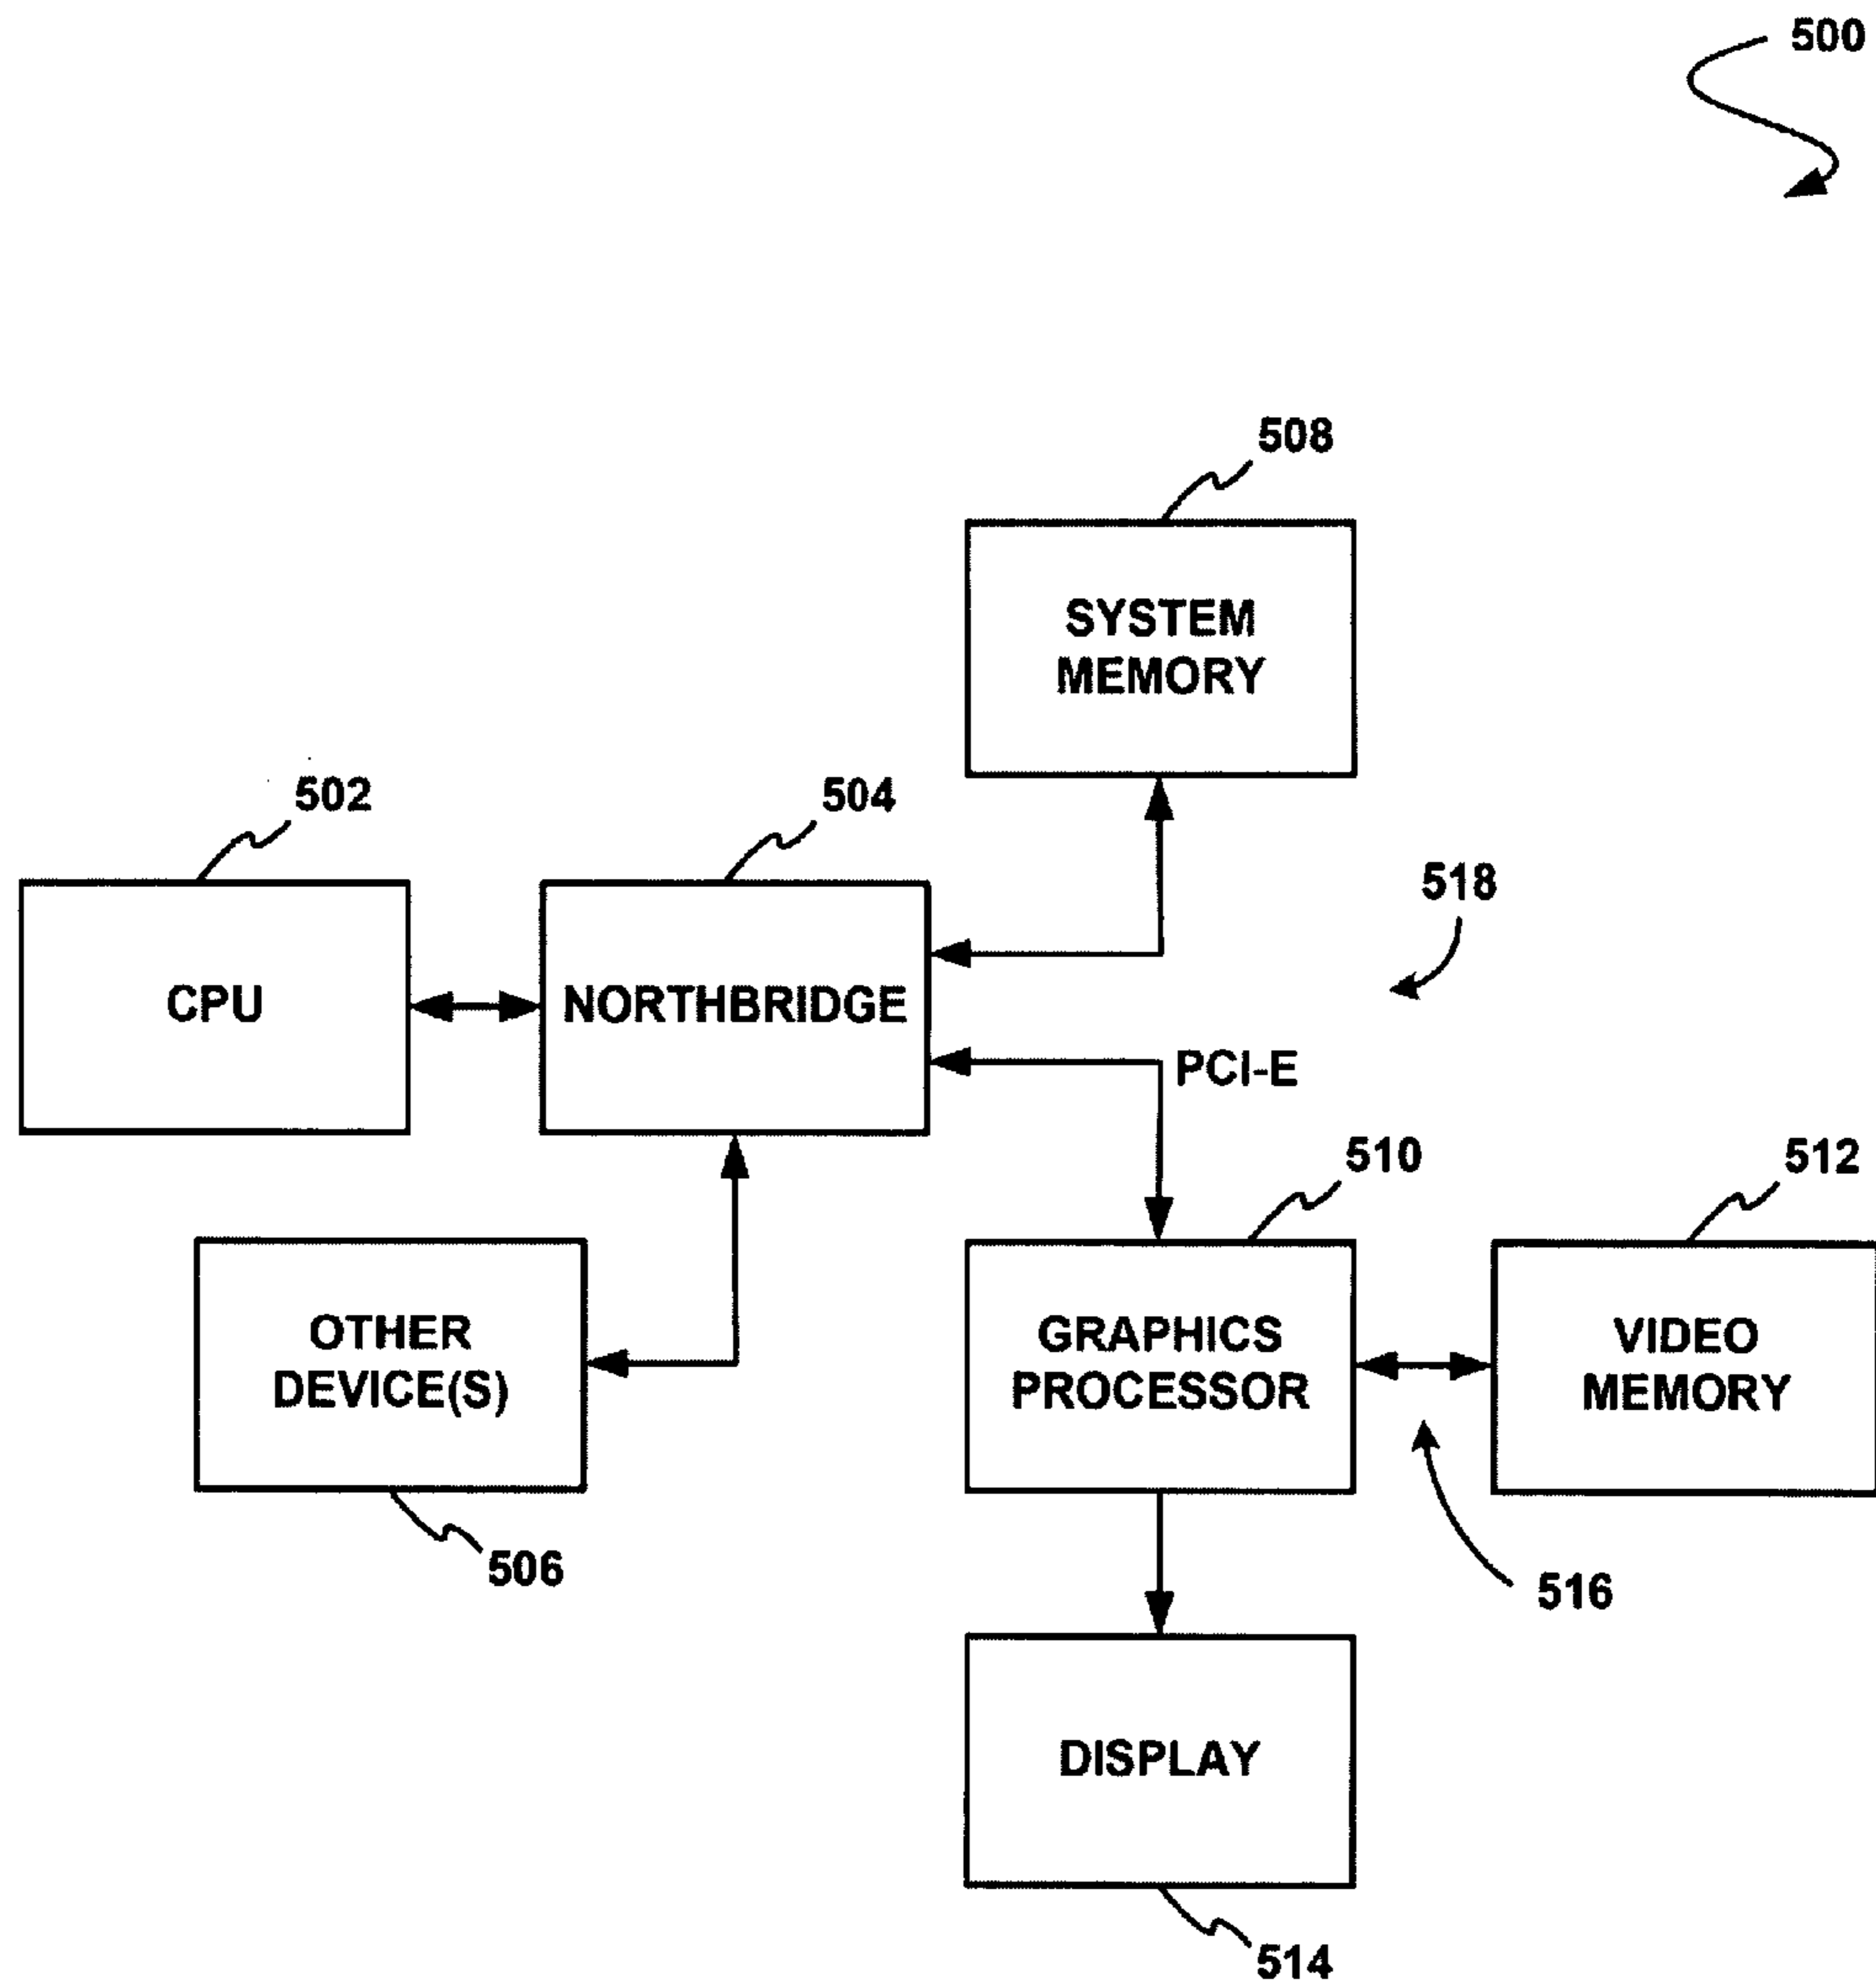 500
508
SYSTEM
MEMORY
502
504
518
CPU
NORTHBRIDGE
PCI-E
510
512
OTHER
DEVICE(S)
GRAPHICS
PROCESSOR
VIDEO
MEMORY
506
516
DISPLAY
514